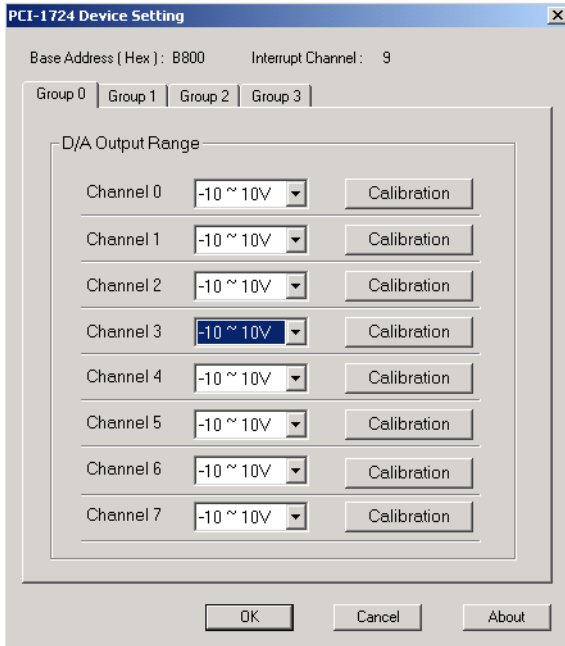 PCI-1724 Device Setting
Base Address ( Hex ) : B800 Interrupt Channel : 9
Group 0 Group 1 Group 2 Group 3
D/A Output Range
Channel 0 -10 ~ 10V Calibration
Channel 1 -10 ~ 10V Calibration
Channel 2 -10 ~ 10V Calibration
Channel 3 -10 ~ 10V Calibration
Channel 4 -10 ~ 10V Calibration
Channel 5 -10 ~ 10V Calibration
Channel 6 -10 ~ 10V Calibration
Channel 7 -10 ~ 10V Calibration
OK Cancel About